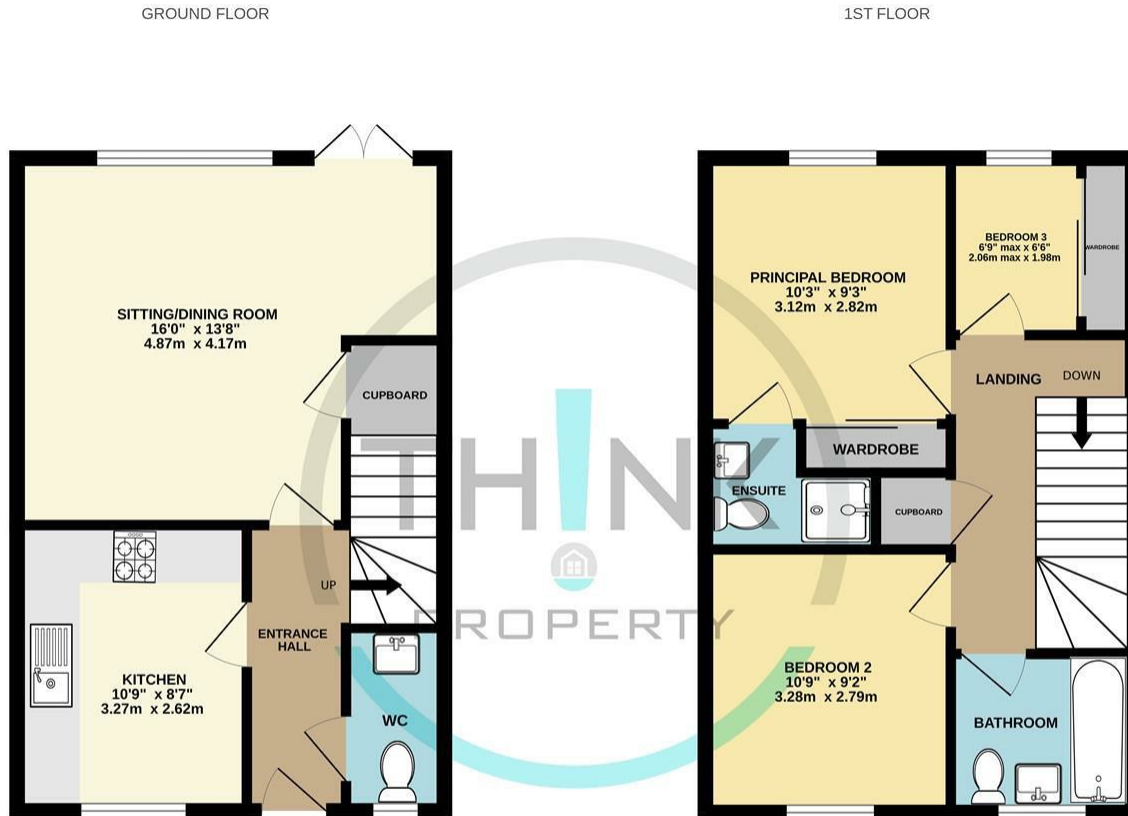 GROUND FLOOR
SITTING/DINING ROOM
16'0" x 13'8"
4.87m x 4.17m
CUPBOARD
UP
ENTRANCE
HALL
KITCHEN
10'9" x 8'7"
3.27m x 2.62m
WC
1ST FLOOR
PRINCIPAL BEDROOM
10'3" x 9'3"
3.12m x 2.82m
BEDROOM 3
6'9" max x 6'6"
2.06m max x 1.98m
WARDROBE
LANDING
DOWN
WARDROBE
ENSUITE
CUPBOARD
BEDROOM 2
10'9" x 9'2"
3.28m x 2.79m
BATHROOM
TH!NK
PROPERTY